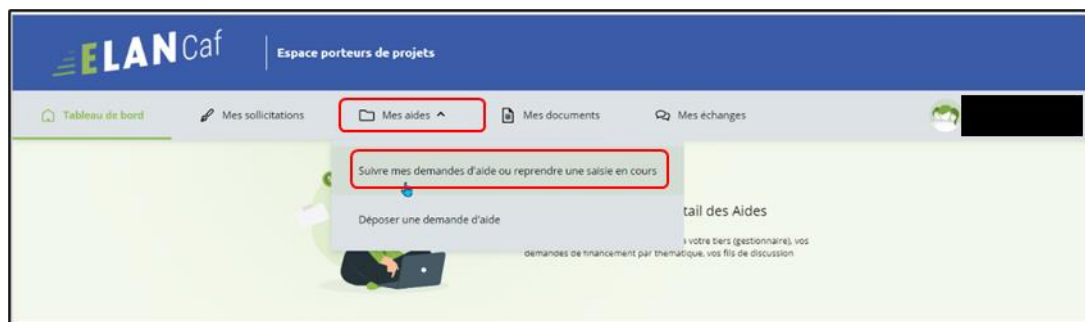 ELANCaf
Espace porteurs de projets
Tableau de bord
Mes sollicitations
Mes aides
Mes documents
Mes échanges
Suivre mes demandes d'aide ou reprendre une saisie en cours
Déposer une demande d'aide
tail des Aides
à votre tiers (gestionnaire), vos
demandes de financement par thématique, vos fils de discussion